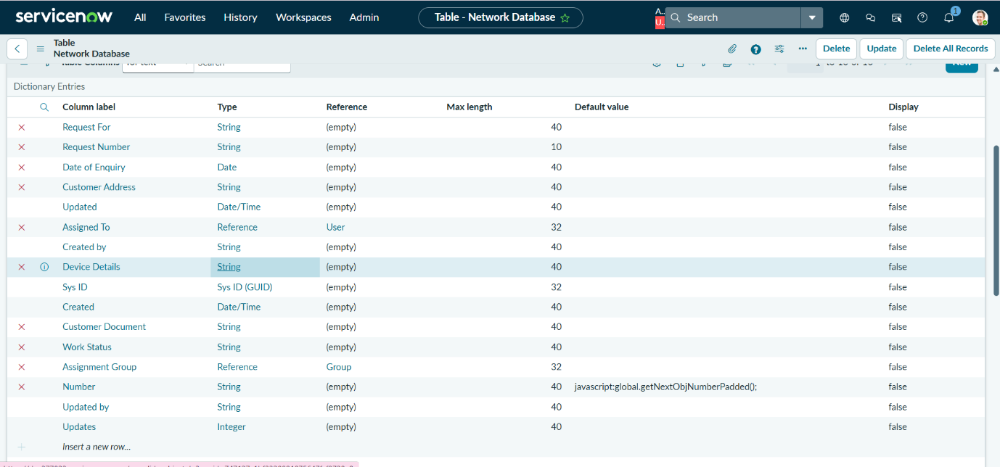 servicenow All Favorites History Workspaces Admin Table - Network Database A.. U.. Search 1
Table
Network Database Delete Update Delete All Records
Table Columns for text Search 1 to 16 of 16 New
Dictionary Entries
Column label Type Reference Max length Default value Display
Request For String (empty) 40 false
Request Number String (empty) 10 false
Date of Enquiry Date (empty) 40 false
Customer Address String (empty) 40 false
Updated Date/Time (empty) 40 false
Assigned To Reference User 32 false
Created by String (empty) 40 false
Device Details String (empty) 40 false
Sys ID Sys ID (GUID) (empty) 32 false
Created Date/Time (empty) 40 false
Customer Document String (empty) 40 false
Work Status String (empty) 40 false
Assignment Group Reference Group 32 false
Number String (empty) 40 javascript:global.getNextObjNumberPadded(); false
Updated by String (empty) 40 false
Updates Integer (empty) 40 false
Insert a new row...